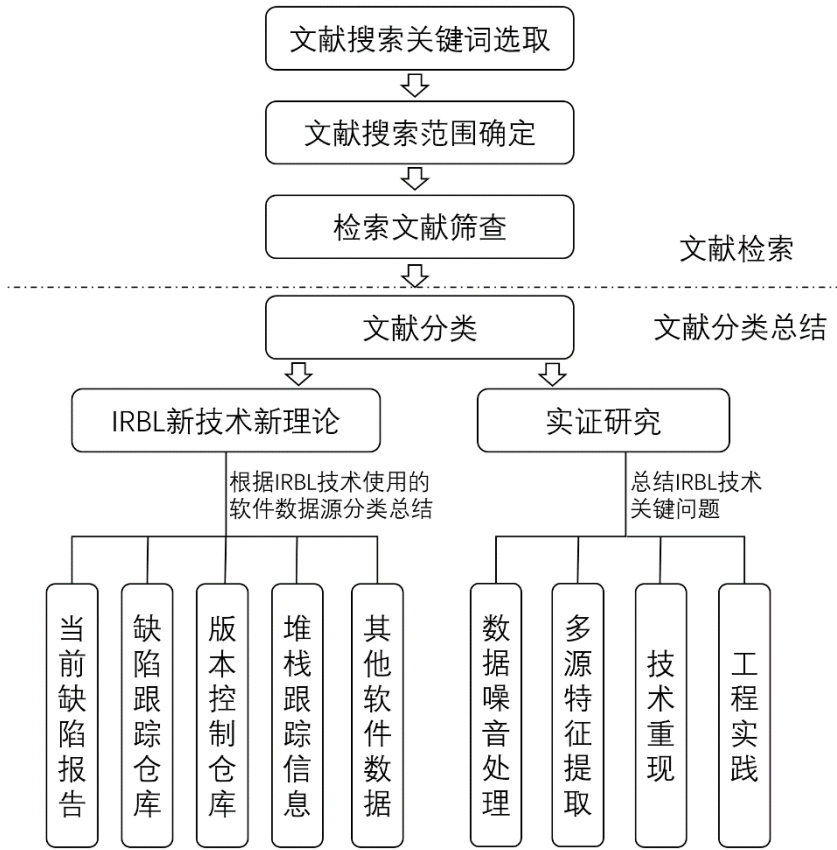 文献搜索关键词选取
文献搜索范围确定
检索文献筛查
文献检索
文献分类
文献分类总结
IRBL新技术新理论
实证研究
根据IRBL技术使用的
软件数据源分类总结
总结IRBL技术
关键问题
当前缺陷报告
缺陷跟踪仓库
版本控制仓库
堆栈跟踪信息
其他软件数据
数据噪音处理
多源特征提取
技术重现
工程实践